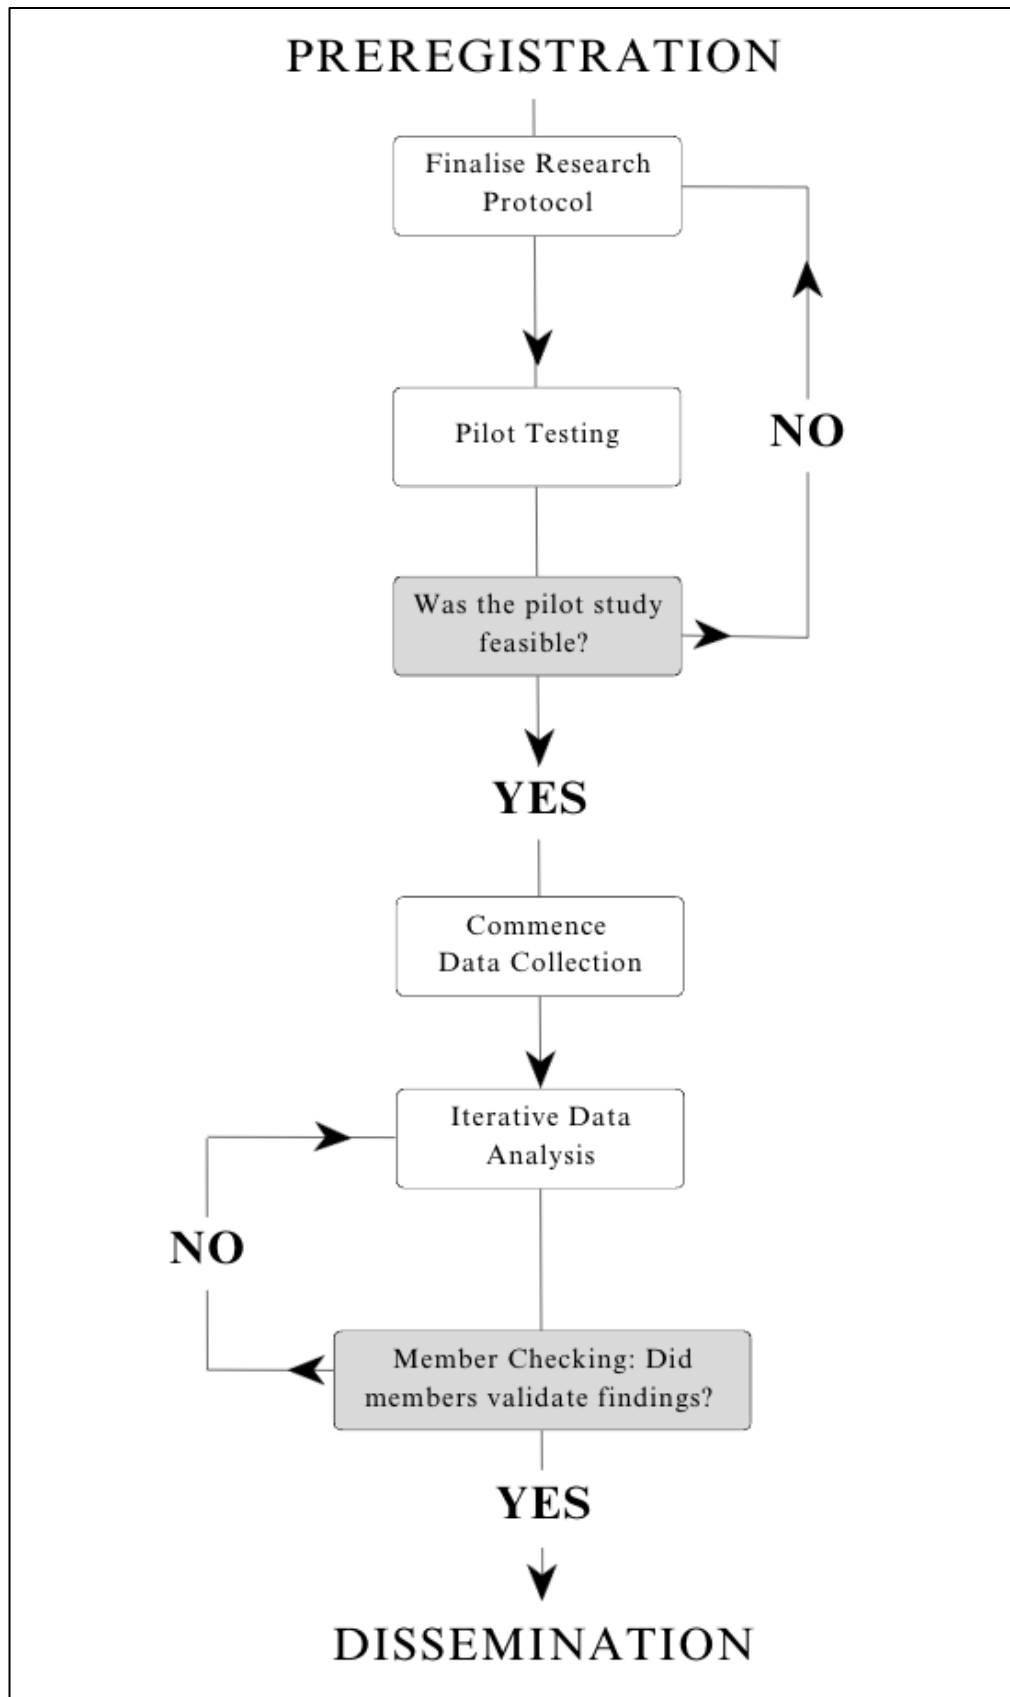 PREREGISTRATION
Finalise Research
Protocol
Pilot Testing
NO
Was the pilot study
feasible?
YES
Commence
Data Collection
Iterative Data
Analysis
NO
Member Checking: Did
members validate findings?
YES
DISSEMINATION